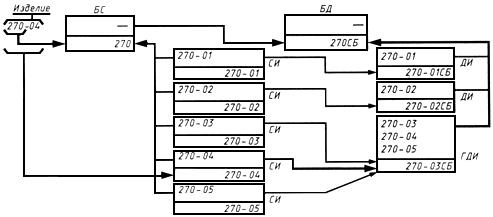 Изделие
270-04
БС
—
270
БД
—
270СБ
270-01
270-01
СИ
270-02
270-02
СИ
270-03
270-03
СИ
270-04
270-04
СИ
270-05
270-05
СИ
270-01
270-01СБ
ДИ
270-02
270-02СБ
ДИ
270-03
270-04
270-05
270-03СБ
ГДИ